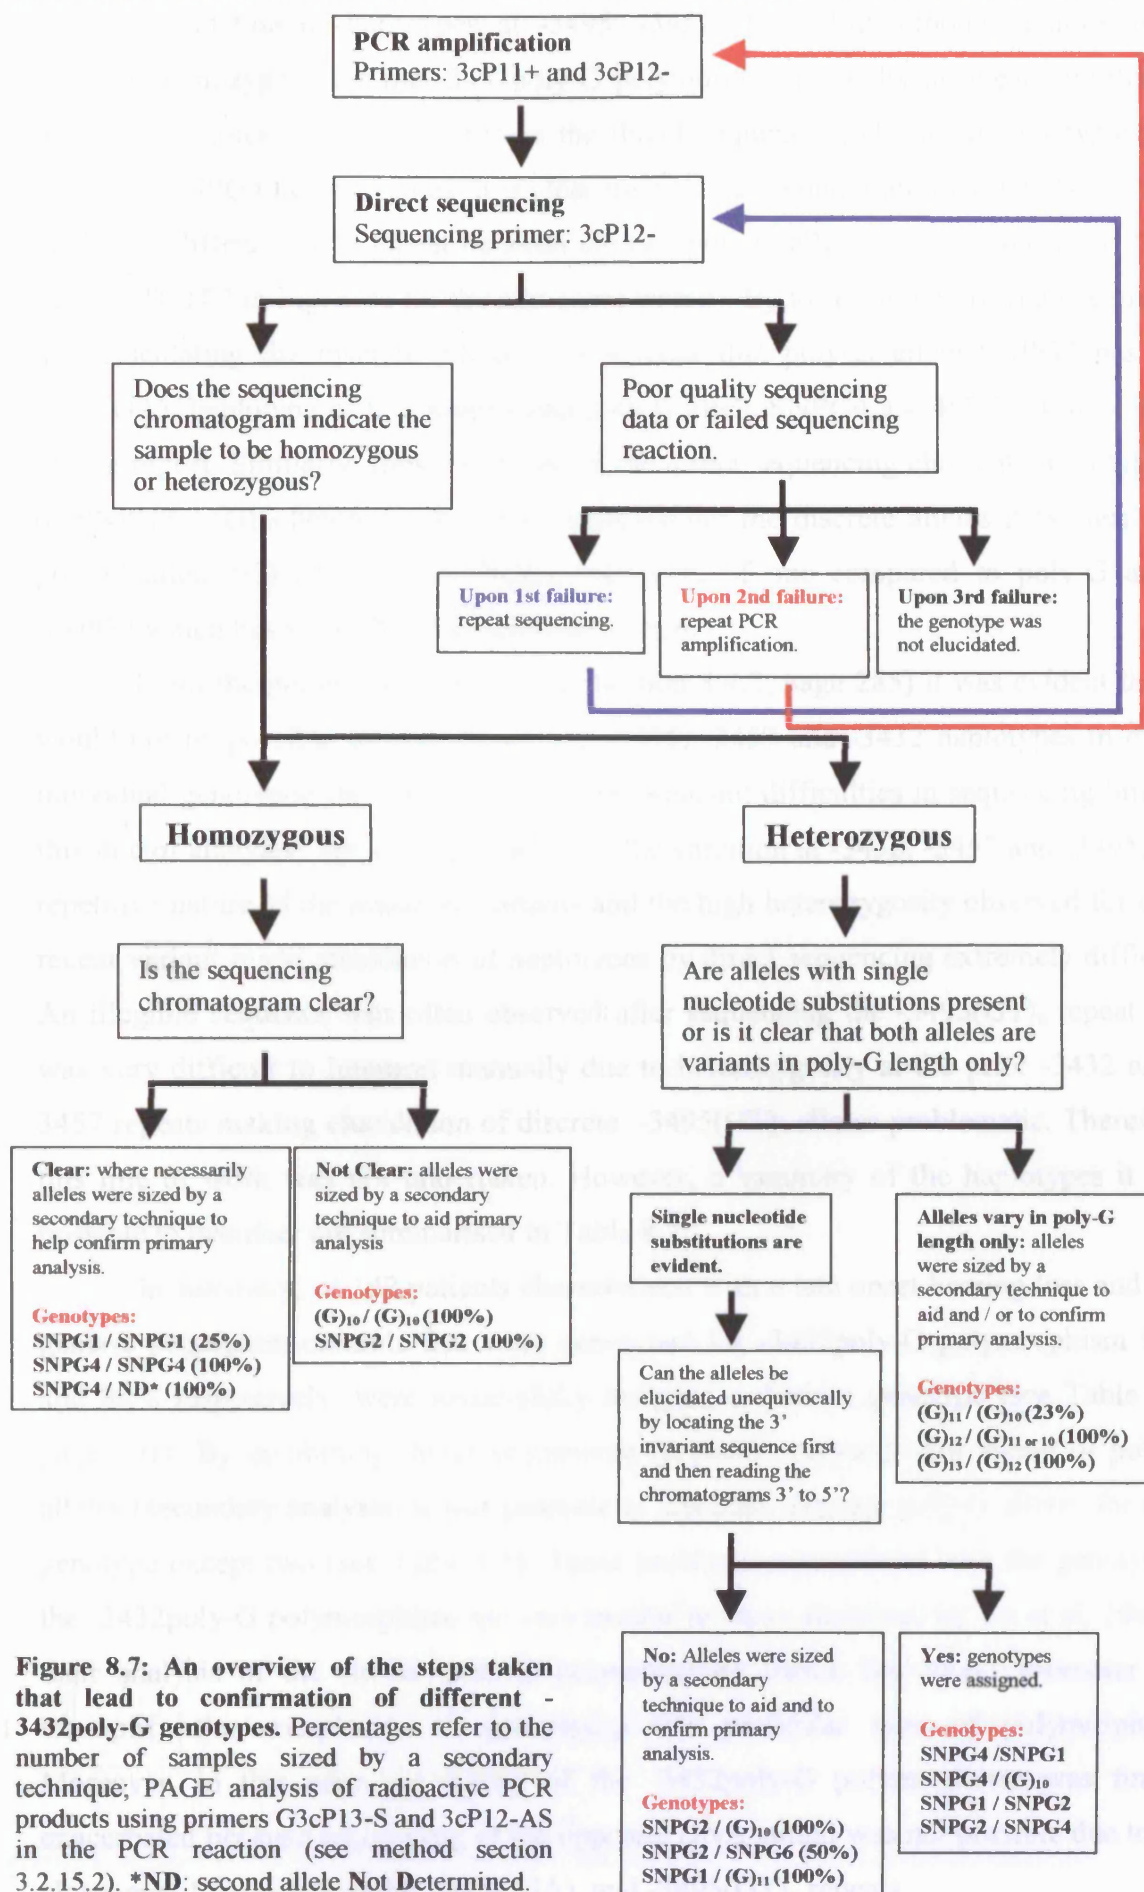 PCR amplification
Primers: 3cP11+ and 3cP12-
Direct sequencing
Sequencing primer: 3cP12-
Does the sequencing
chromatogram indicate the
sample to be homozygous
or heterozygous?
Poor quality sequencing
data or failed sequencing
reaction.
Upon 1st failure:
repeat sequencing.
Upon 2nd failure:
repeat PCR
amplification.
Upon 3rd failure:
the genotype was
not elucidated.
Homozygous
Heterozygous
Is the sequencing
chromatogram clear?
Are alleles with single
nucleotide substitutions present
or is it clear that both alleles are
variants in poly-G length only?
Clear: where necessarily
alleles were sized by a
secondary technique to
help confirm primary
analysis.
Genotypes:
SNPG1 / SNPG1 (25%)
SNPG4 / SNPG4 (100%)
SNPG4 / ND* (100%)
Not Clear: alleles were
sized by a secondary
technique to aid primary
analysis
Genotypes:
(G)₁₀ / (G)₁₀ (100%)
SNPG2 / SNPG2 (100%)
Single nucleotide
substitutions are
evident.
Alleles vary in poly-G
length only: alleles
were sized by a
secondary technique to
aid and / or to confirm
primary analysis.
Genotypes:
(G)₁₁ / (G)₁₀ (23%)
(G)₁₂ / (G)₁₁ or ₁₀ (100%)
(G)₁₃ / (G)₁₂ (100%)
Can the alleles be
elucidated unequivocally
by locating the 3'
invariant sequence first
and then reading the
chromatograms 3' to 5'?
No: Alleles were sized
by a secondary
technique to aid and to
confirm primary
analysis.
Genotypes:
SNPG2 / (G)₁₀ (100%)
SNPG2 / SNPG6 (50%)
SNPG1 / (G)₁₁ (100%)
Yes: genotypes
were assigned.
Genotypes:
SNPG4 /SNPG1
SNPG4 / (G)₁₀
SNPG1 / SNPG2
SNPG2 / SNPG4
Figure 8.7: An overview of the steps taken
that lead to confirmation of different -
3432poly-G genotypes. Percentages refer to the
number of samples sized by a secondary
technique; PAGE analysis of radioactive PCR
products using primers G3cP13-S and 3cP12-AS
in the PCR reaction (see method section
3.2.15.2). *ND: second allele Not Determined.